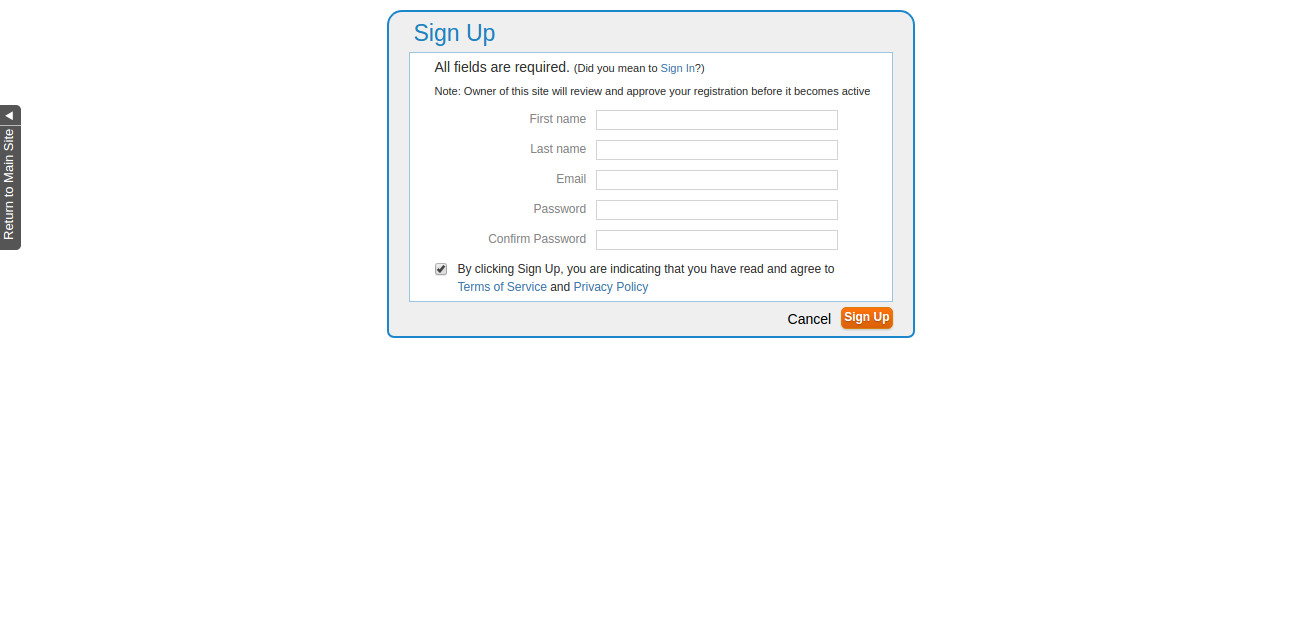 Sign Up
All fields are required. (Did you mean to Sign In?)
Note: Owner of this site will review and approve your registration before it becomes active
First name
Last name
Email
Password
Confirm Password
By clicking Sign Up, you are indicating that you have read and agree to
Terms of Service and Privacy Policy
Cancel Sign Up
Return to Main Site